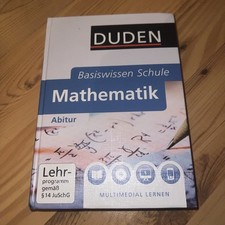 DUDEN
Basiswissen Schule
Mathematik
Abitur
Lehr-
programm
gemäß
§ 14 JuSchG
MULTIMEDIAL LERNEN